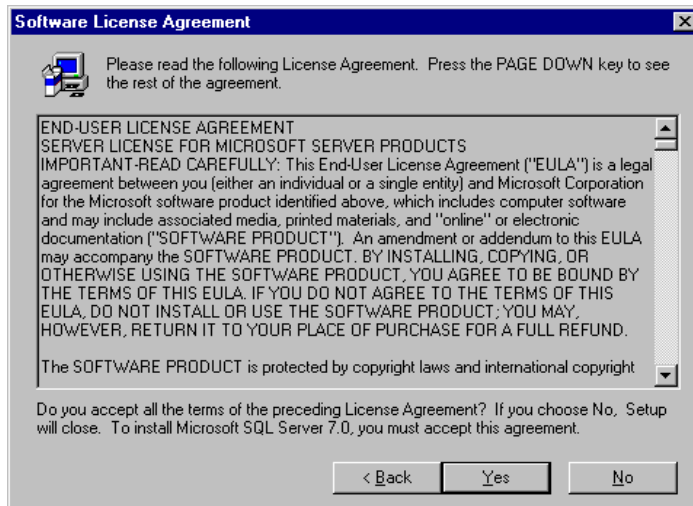 Software License Agreement
Please read the following License Agreement. Press the PAGE DOWN key to see
the rest of the agreement.
END-USER LICENSE AGREEMENT
SERVER LICENSE FOR MICROSOFT SERVER PRODUCTS
IMPORTANT-READ CAREFULLY: This End-User License Agreement ("EULA") is a legal
agreement between you (either an individual or a single entity) and Microsoft Corporation
for the Microsoft software product identified above, which includes computer software
and may include associated media, printed materials, and "online" or electronic
documentation ("SOFTWARE PRODUCT"). An amendment or addendum to this EULA
may accompany the SOFTWARE PRODUCT. BY INSTALLING, COPYING, OR
OTHERWISE USING THE SOFTWARE PRODUCT, YOU AGREE TO BE BOUND BY
THE TERMS OF THIS EULA. IF YOU DO NOT AGREE TO THE TERMS OF THIS
EULA, DO NOT INSTALL OR USE THE SOFTWARE PRODUCT; YOU MAY,
HOWEVER, RETURN IT TO YOUR PLACE OF PURCHASE FOR A FULL REFUND.
The SOFTWARE PRODUCT is protected by copyright laws and international copyright
Do you accept all the terms of the preceding License Agreement? If you choose No, Setup
will close. To install Microsoft SQL Server 7.0, you must accept this agreement.
< Back
Yes
No